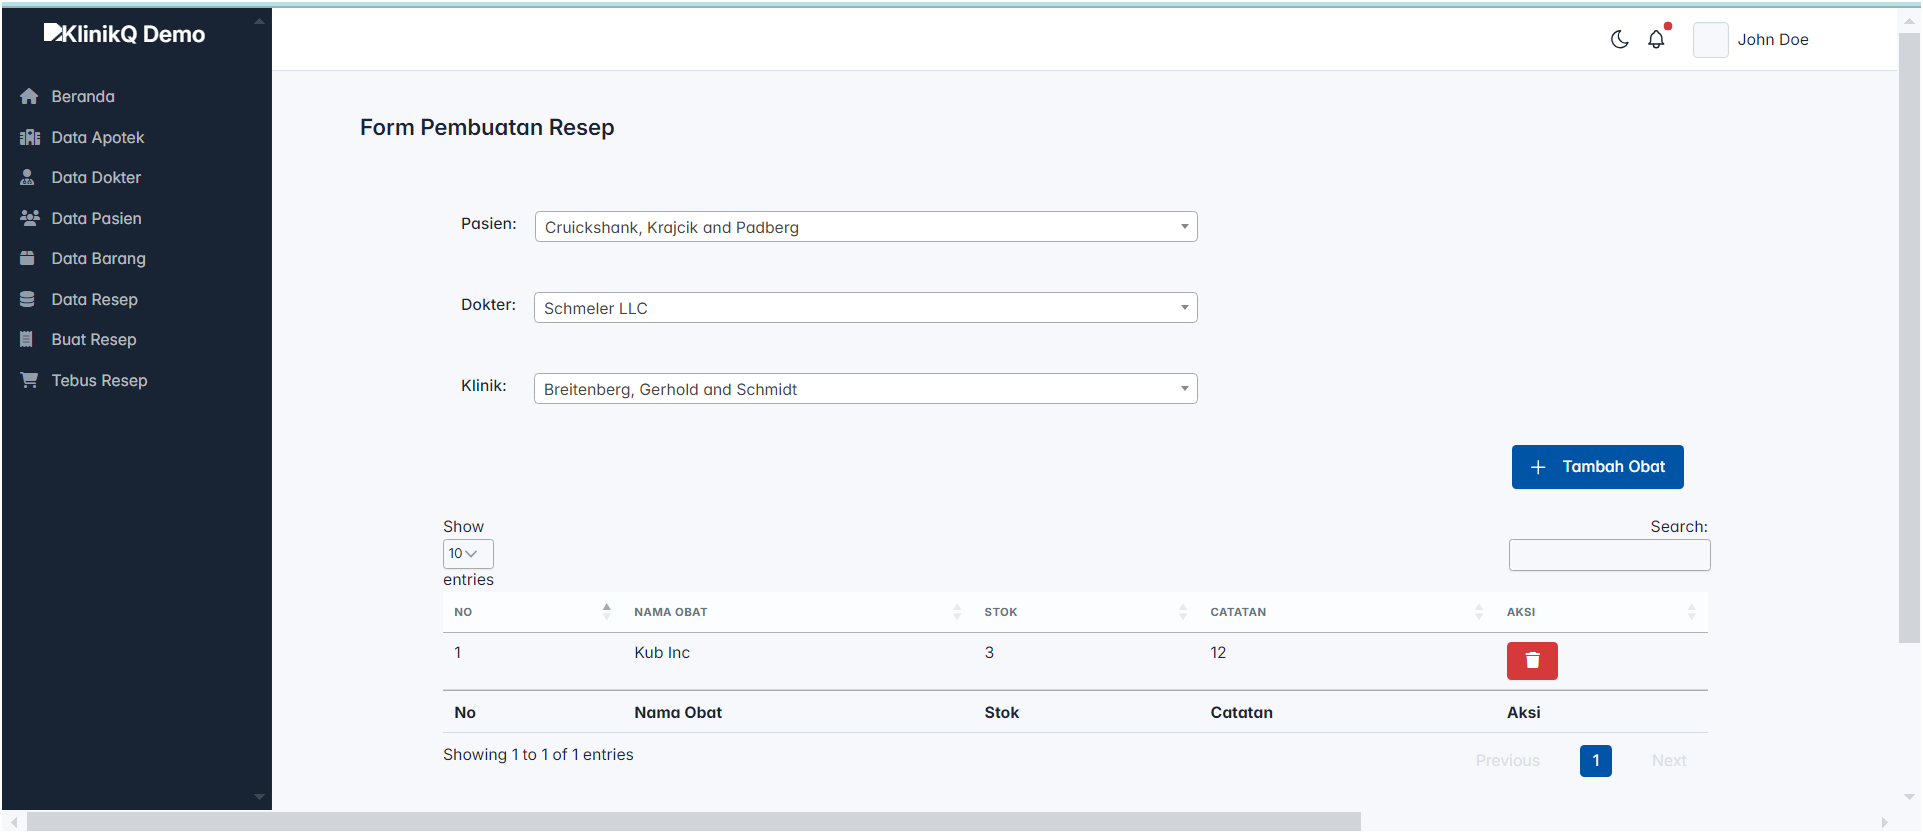 KlinikQ Demo
John Doe
Beranda
Data Apotek
Data Dokter
Data Pasien
Data Barang
Data Resep
Buat Resep
Tebus Resep
Form Pembuatan Resep
Pasien: Cruickshank, Krajcik and Padberg
Dokter: Schmeler LLC
Klinik: Breitenberg, Gerhold and Schmidt
Tambah Obat
Show
10
entries
Search:
NO NAMA OBAT STOK CATATAN AKSI
1 Kub Inc 3 12
No Nama Obat Stok Catatan Aksi
Showing 1 to 1 of 1 entries
Previous 1 Next